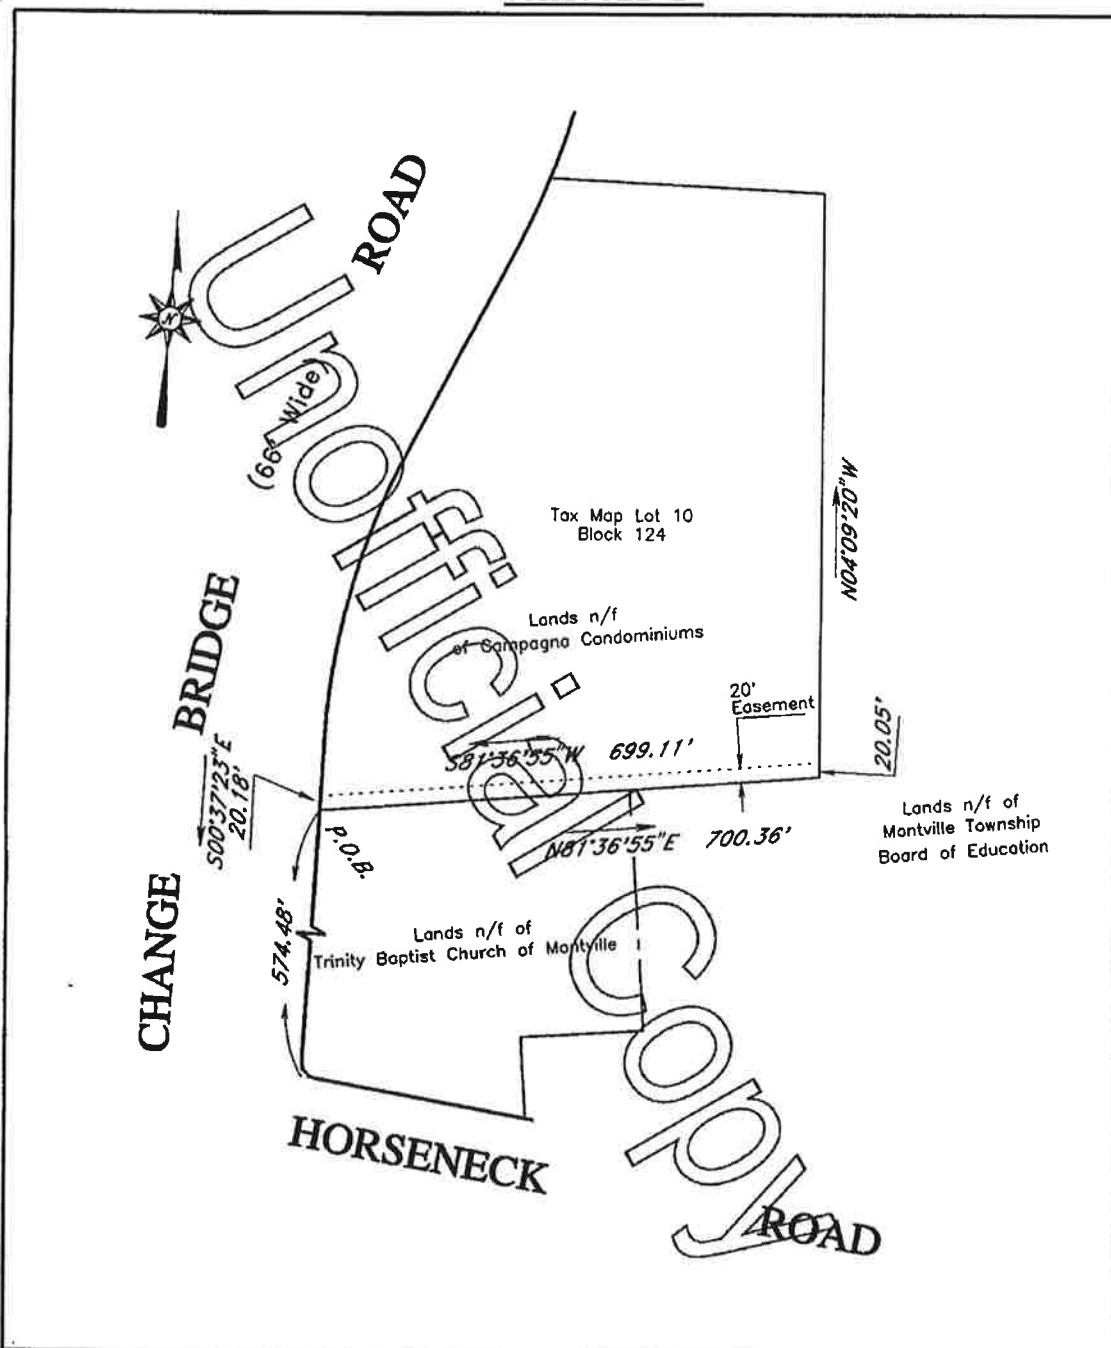 ROAD
N
(66' Wide)
Unofficial Copy
Tax Map Lot 10
Block 124
N04°09'20"W
Lands n/f
of Campagna Condominiums
BRIDGE
20'
Easement
20.05'
S81°36'55"W 699.11'
S00°37'23"E
20.18'
P.O.B.
N81°36'55"E 700.36'
Lands n/f of
Montville Township
Board of Education
CHANGE
574.48'
Lands n/f of
Trinity Baptist Church of Montville
HORSENECK
ROAD